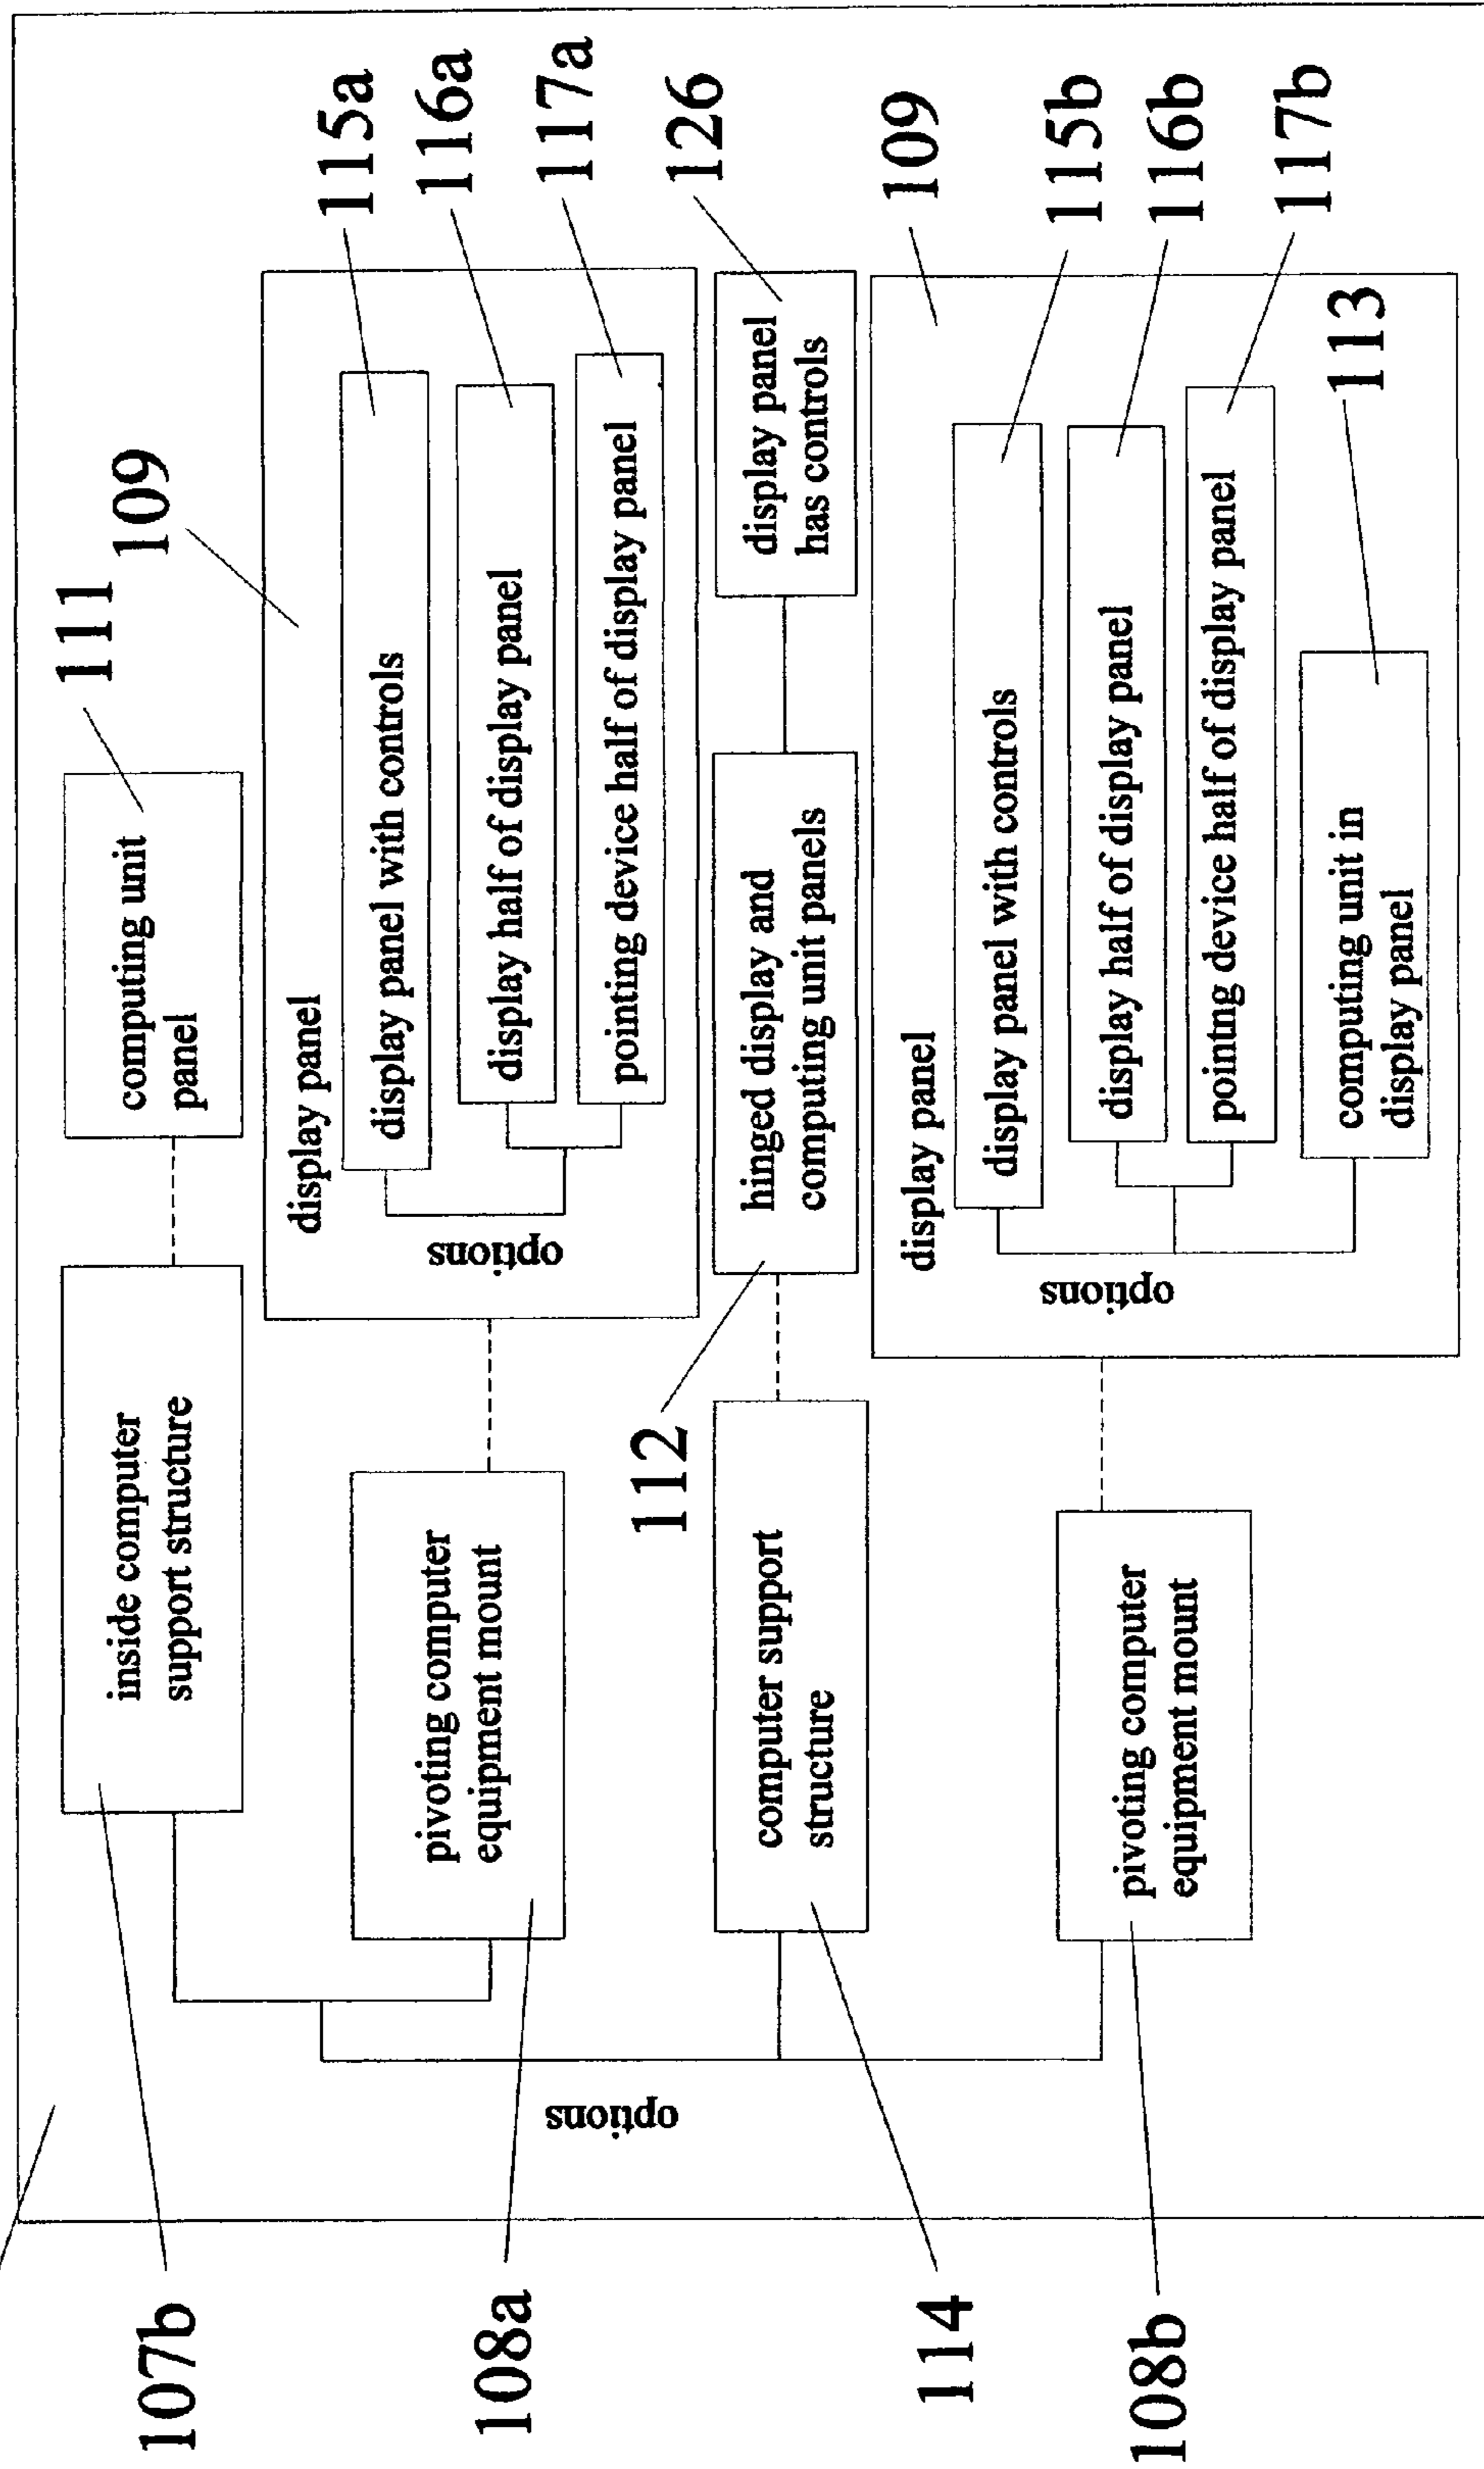 107b
inside computer
support structure
computing unit
panel
111
108a
pivoting computer
equipment mount
109
display panel
options
display panel with controls
115a
display half of display panel
116a
pointing device half of display panel
117a
options
114
computer support
structure
112
hinged display and
computing unit panels
display panel
has controls
126
108b
pivoting computer
equipment mount
109
display panel
options
display panel with controls
115b
display half of display panel
116b
pointng device half of display panel
117b
computing unit in
display panel
113